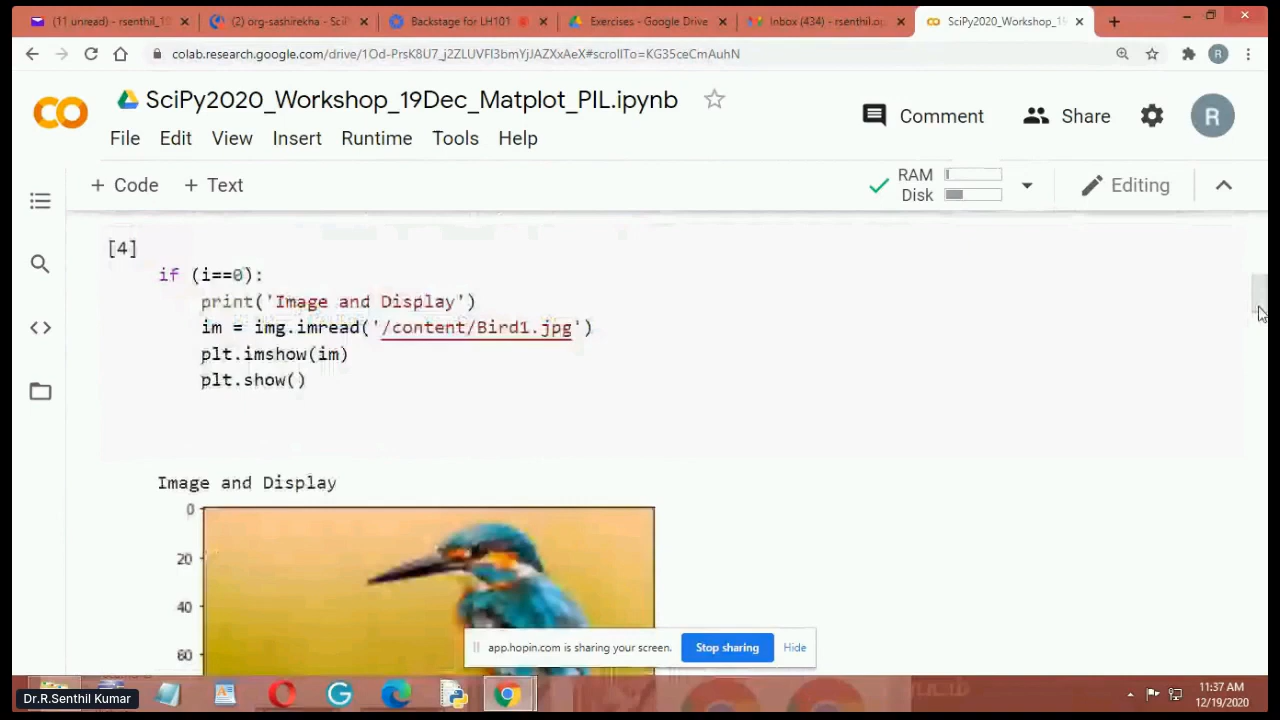 (11 unread) - rsenthil_1
(2) org-sashirekha - Sci
Backstage for LH101
Exercises - Google Drive
Inbox (434) - rsenthil.
SciPy2020_Workshop_1
colab.research.google.com/drive/1Od-PrsK8U7_j2ZLUVFl3bmYjJAZXxAeX#scrollTo=KG35ceCmAuhN
R
SciPy2020_Workshop_19Dec_Matplot_PIL.ipynb
File Edit View Insert Runtime Tools Help
Comment
Share
R
+ Code + Text
RAM
Disk
Editing
[4]
if (i==0):
print('Image and Display')
im = img.imread('/content/Bird1.jpg')
plt.imshow(im)
plt.show()
Image and Display
0
20
40
60
app.hopin.com is sharing your screen.
Stop sharing
Hide
Dr.R.Senthil Kumar
11:37 AM
12/19/2020